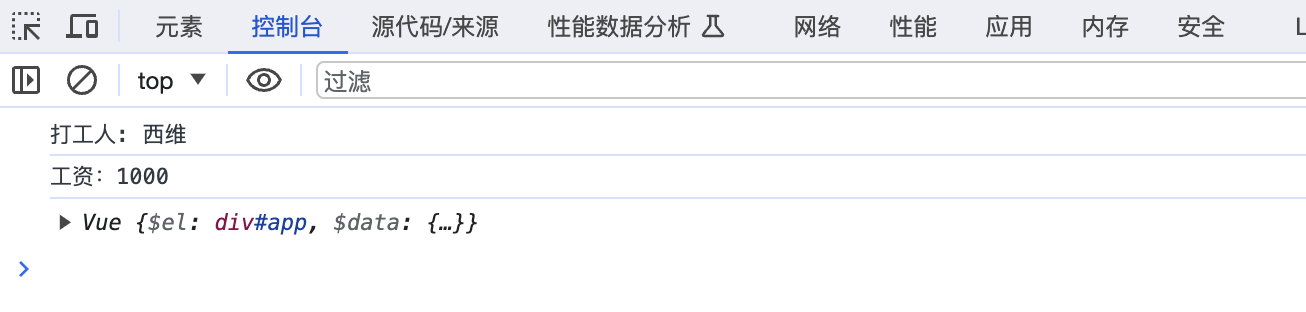 元素 控制台 源代码/来源 性能数据分析 网络 性能 应用 内存 安全 L
top 过滤
打工人: 西维
工资: 1000
Vue {$el: div#app, $data: {…}}